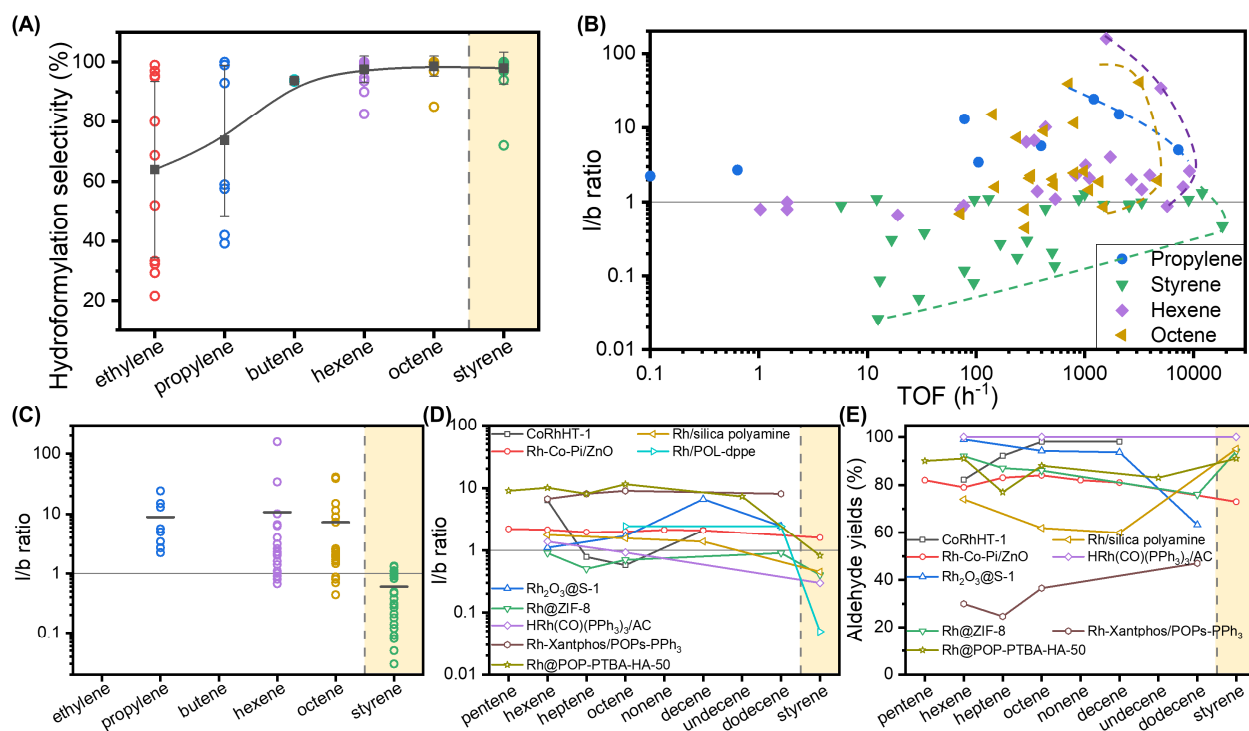 (A)
Hydroformylation selectivity (%)
100
80
60
40
20
ethylene
propylene
butene
hexene
octene
styrene
(B)
l/b ratio
100
10
1
0.1
0.01
0.1
1
10
100
1000
10000
TOF (h⁻¹)
Propylene
Styrene
Hexene
Octene
(C)
l/b ratio
100
10
1
0.1
ethylene
propylene
butene
hexene
octene
styrene
(D)
l/b ratio
100
10
1
0.1
0.01
CoRhHT-1
Rh-Co-Pi/ZnO
Rh/silica polyamine
Rh/POL-dppe
Rh₂O₃@S-1
Rh@ZIF-8
HRh(CO)(PPh₃)₃/AC
Rh-Xantphos/POPs-PPh₃
Rh@POP-PTBA-HA-50
pentene
hexene
heptene
octene
nonene
decene
undecene
dodecene
styrene
(E)
Aldehyde yields (%)
100
80
60
40
20
0
CoRhHT-1
Rh/silica polyamine
Rh-Co-Pi/ZnO
HRh(CO)(PPh₃)₃/AC
Rh₂O₃@S-1
Rh@ZIF-8
Rh-Xantphos/POPs-PPh₃
Rh@POP-PTBA-HA-50
pentene
hexene
heptene
octene
nonene
decene
undecene
dodecene
styrene